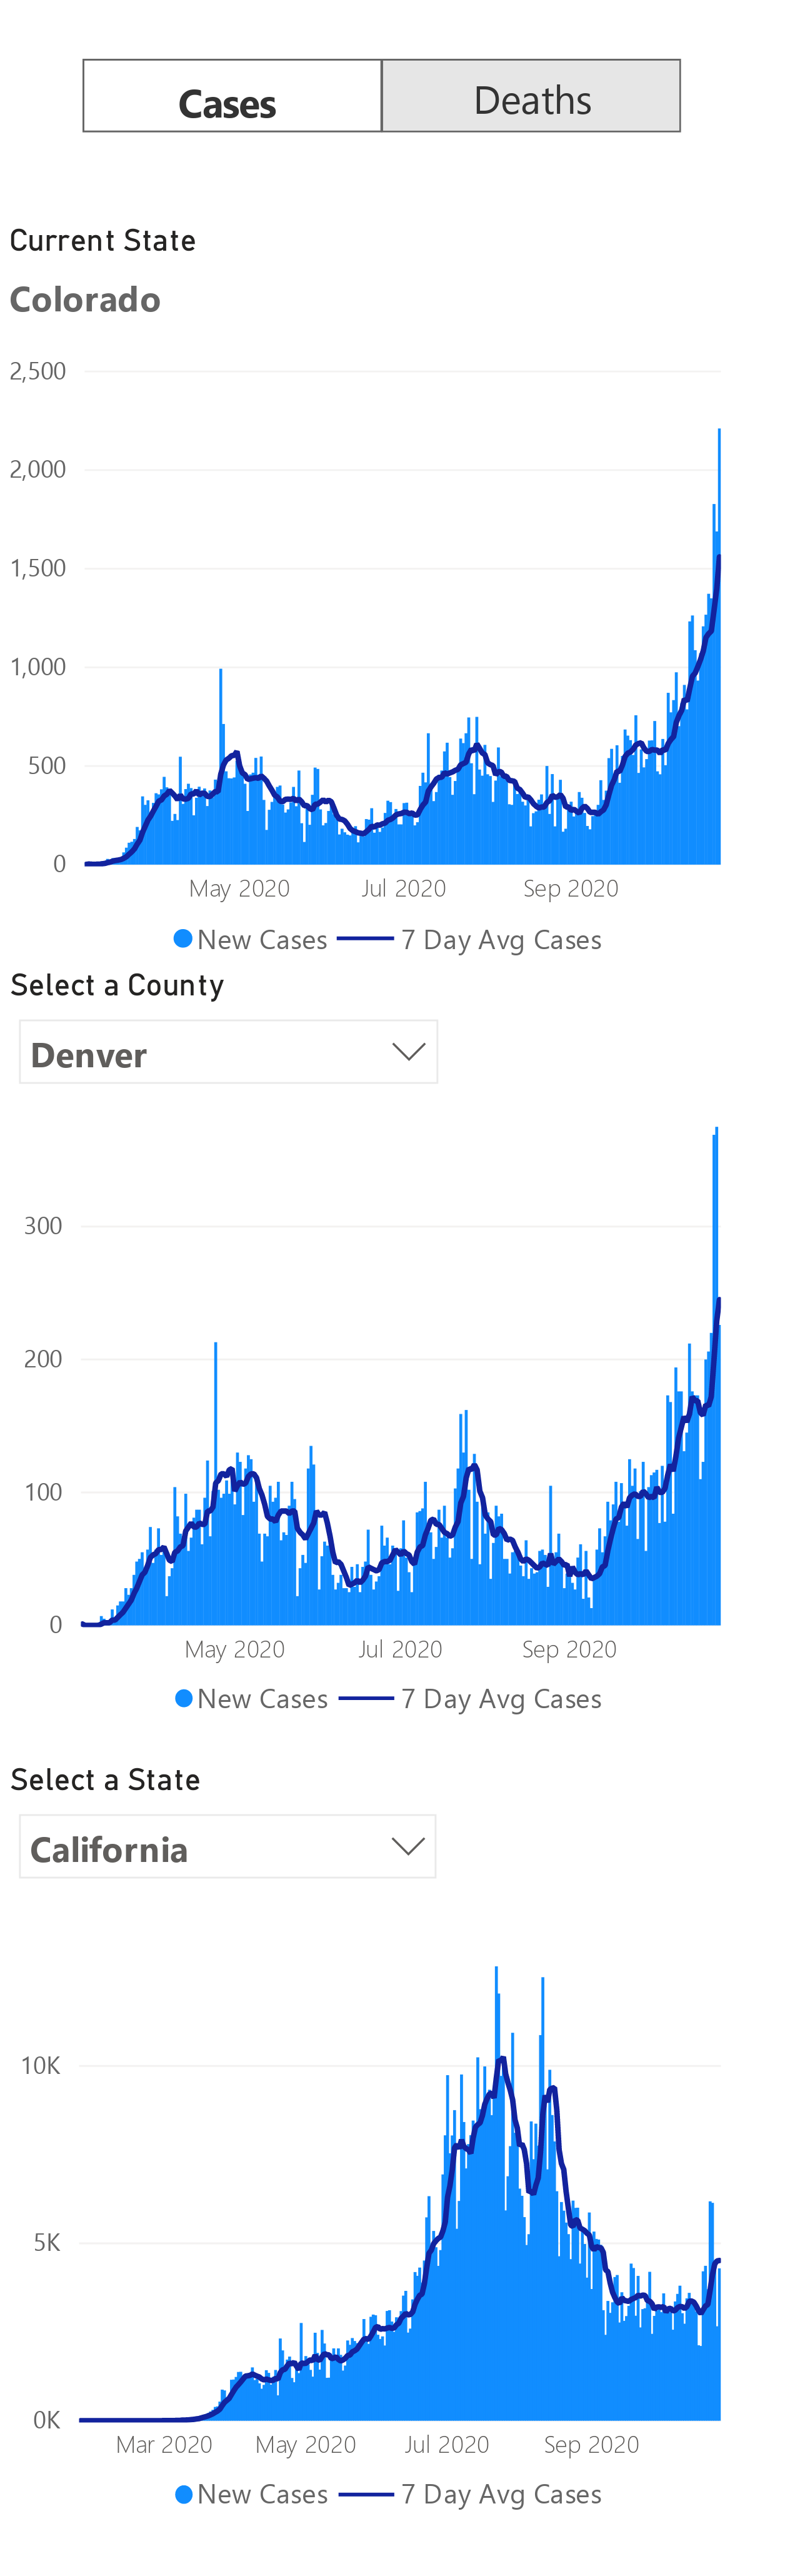 Cases Deaths
Current State
Colorado
2,500
2,000
1,500
1,000
500
0
May 2020 Jul 2020 Sep 2020
New Cases 7 Day Avg Cases
Select a County
Denver
300
200
100
0
May 2020 Jul 2020 Sep 2020
New Cases 7 Day Avg Cases
Select a State
California
10K
5K
0K
Mar 2020 May 2020 Jul 2020 Sep 2020
New Cases 7 Day Avg Cases